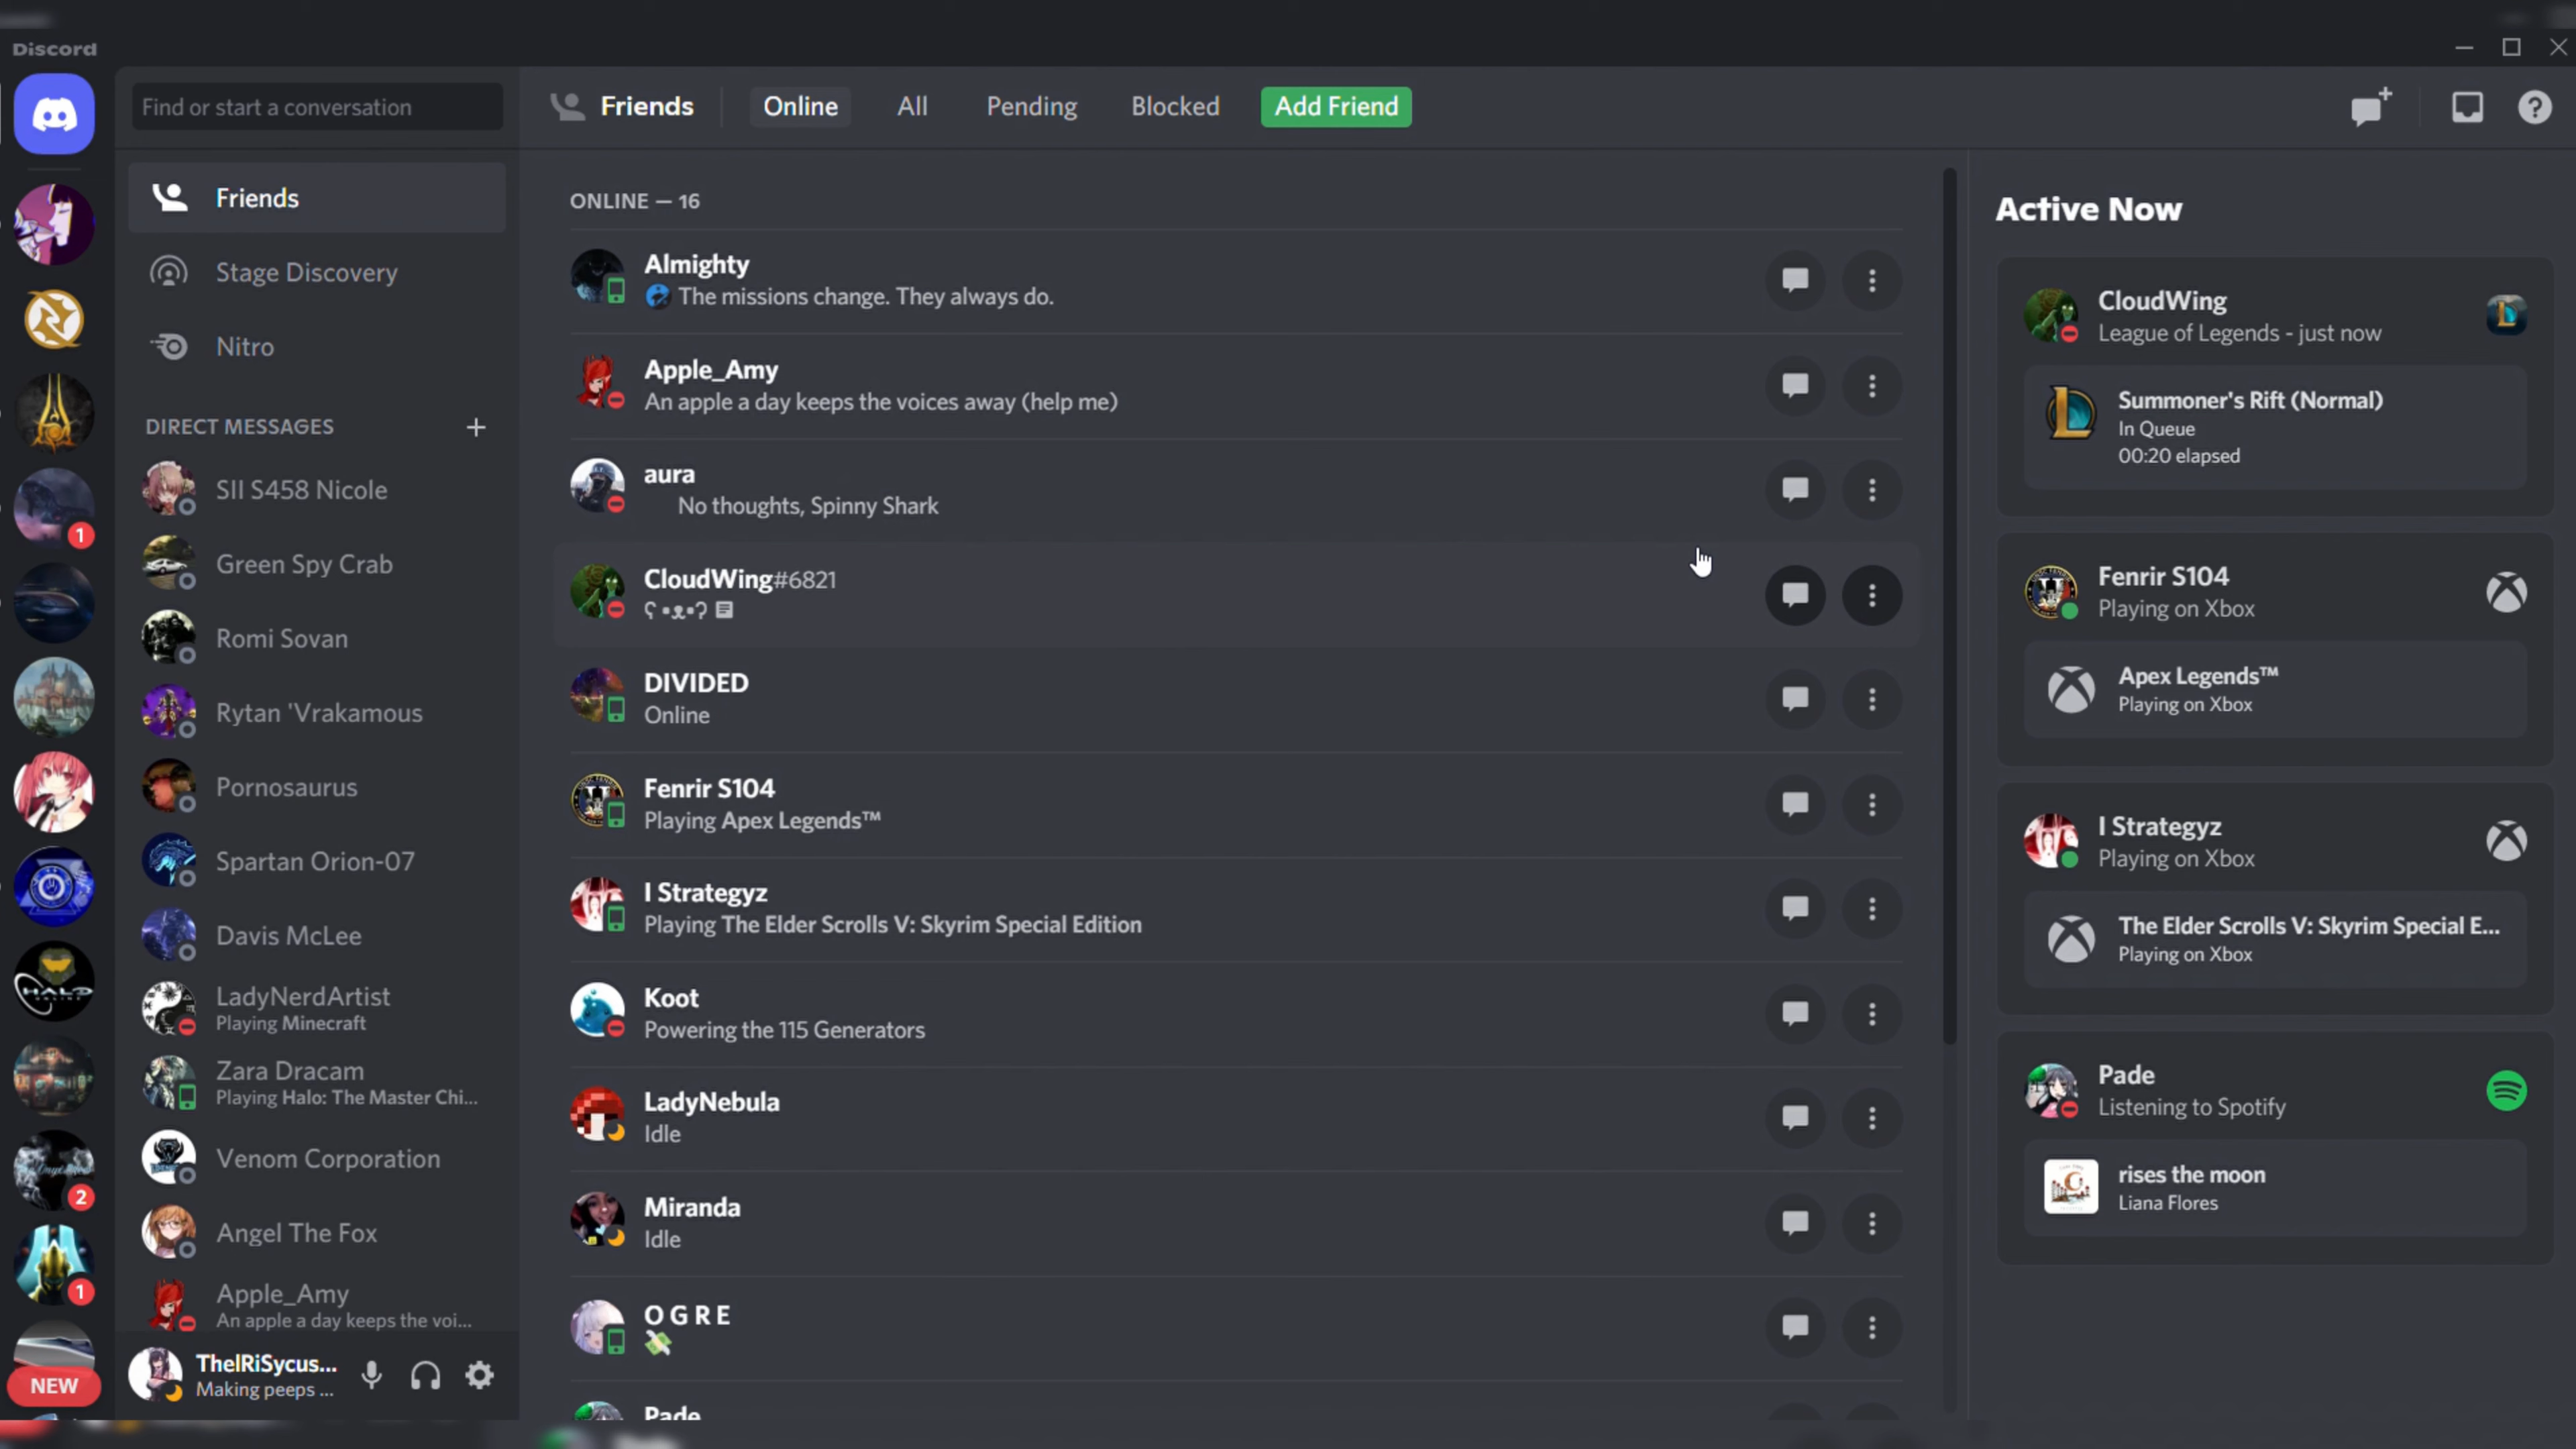 Discord
Find or start a conversation
Friends
Stage Discovery
Nitro
DIRECT MESSAGES
SII S458 Nicole
Green Spy Crab
Romi Sovan
Rytan 'Vrakamous
Pornosaurus
Spartan Orion-07
Davis McLee
LadyNerdArtist
Playing Minecraft
Zara Dracam
Playing Halo: The Master Chi...
Venom Corporation
Angel The Fox
Apple_Amy
An apple a day keeps the voi...
TheIRiSycus...
Making peeps ...
1
HALO
2
1
NEW
Friends
Online
All
Pending
Blocked
Add Friend
ONLINE — 16
Almighty
The missions change. They always do.
Apple_Amy
An apple a day keeps the voices away (help me)
aura
No thoughts, Spinny Shark
CloudWing#6821
ʕ •ᴥ•ʔ
DIVIDED
Online
Fenrir S104
Playing Apex Legends™
I Strategyz
Playing The Elder Scrolls V: Skyrim Special Edition
Koot
Powering the 115 Generators
LadyNebula
Idle
Miranda
Idle
O G R E
Pade
Active Now
CloudWing
League of Legends - just now
Summoner's Rift (Normal)
In Queue
00:20 elapsed
Fenrir S104
Playing on Xbox
Apex Legends™
Playing on Xbox
I Strategyz
Playing on Xbox
The Elder Scrolls V: Skyrim Special E...
Playing on Xbox
Pade
Listening to Spotify
rises the moon
Liana Flores